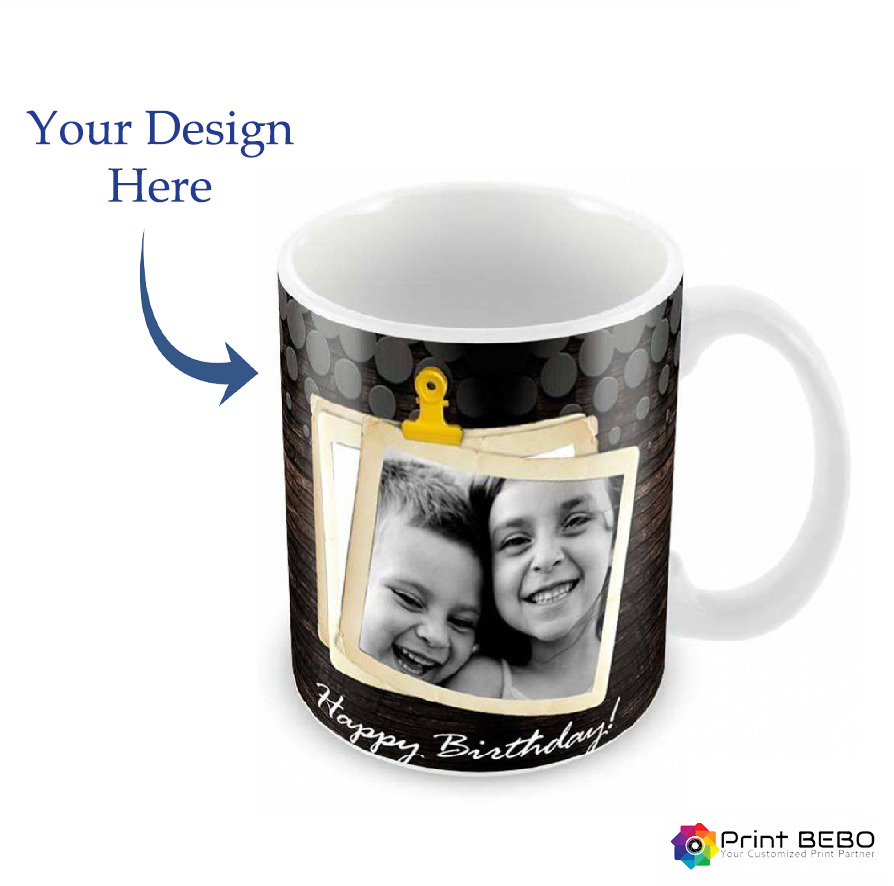 Your Design
Here
Happy Birthday!
Print BEBO
Your Customized Print Partner